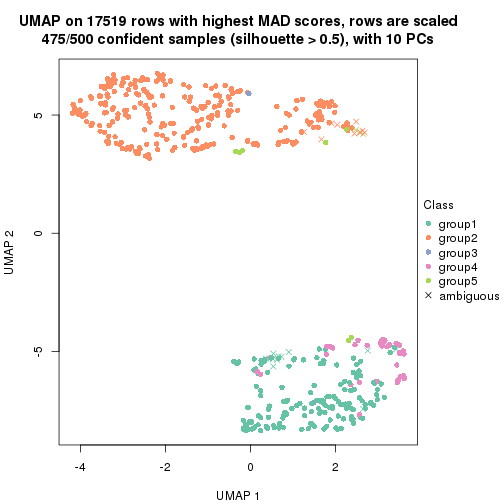 UMAP on 17519 rows with highest MAD scores, rows are scaled
475/500 confident samples (silhouette > 0.5), with 10 PCs
5
0
-5
UMAP 2
-4
-2
0
2
UMAP 1
Class
group1
group2
group3
group4
group5
ambiguous